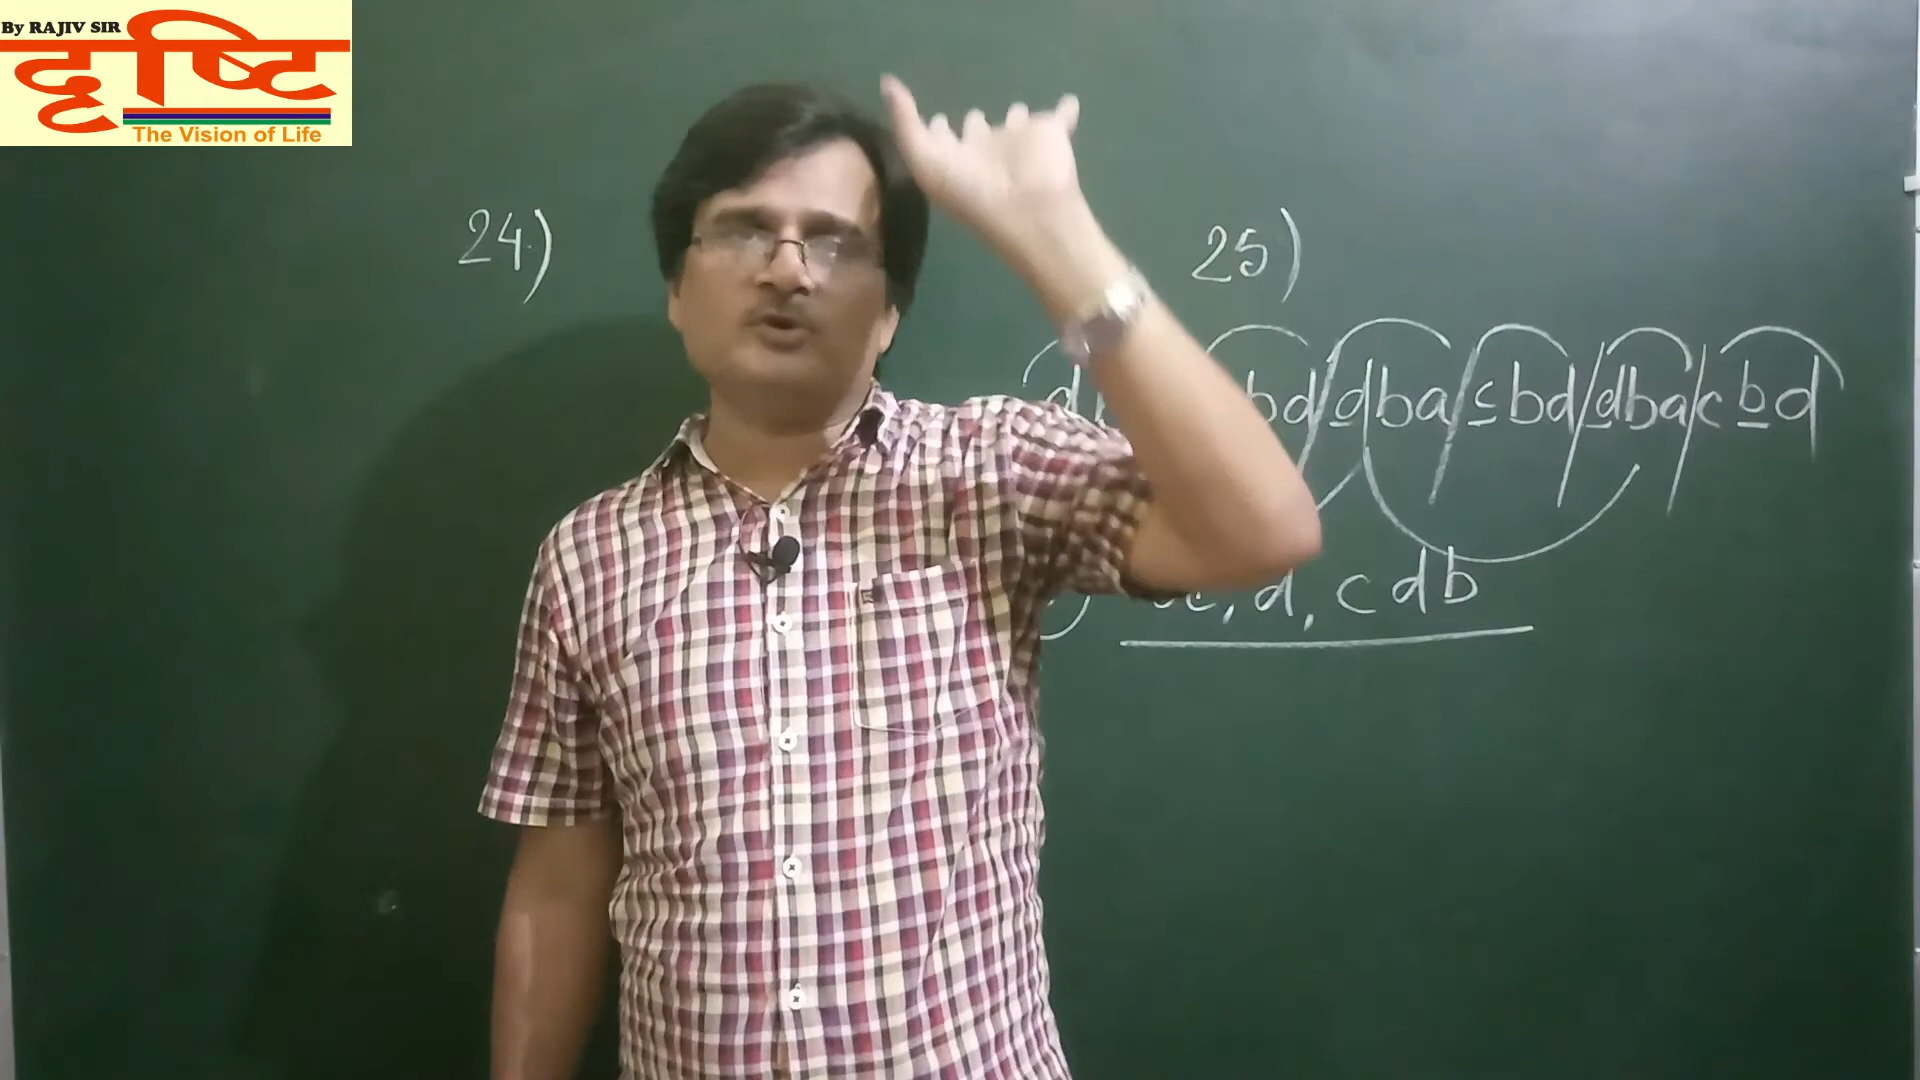 By RAJIV SIR
दृष्टि
The Vision of Life
24)
25)
bd/dba/cbd/dba/cbd
d, cdb